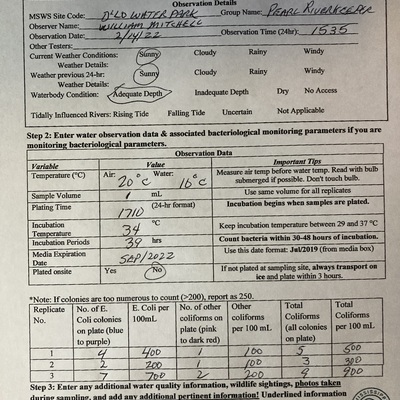 Observation Details
MSWS Site Code: D'LO WATER PARK Group Name: PEARL RIVERKEEPER
Observer Name: WILLIAM MITCHELL
Observation Date: 2/14/22 Observation Time (24hr): 1535
Other Testers:
Current Weather Conditions: Sunny Cloudy Rainy Windy
Weather Details:
Weather previous 24-hr: Sunny Cloudy Rainy Windy
Weather Details:
Waterbody Condition: Adequate Depth Inadequate Depth Dry No Access
Tidally Influenced Rivers: Rising Tide Falling Tide Uncertain Not Applicable
Step 2: Enter water observation data & associated bacteriological monitoring parameters if you are
monitoring bacteriological parameters.
Observation Data
Variable Value Important Tips
Temperature (°C) Air: 20°C Water: 16°C Measure air temp before water temp. Read with bulb
submerged if possible. Don't touch bulb.
Sample Volume 1 mL Use same volume for all replicates
Plating Time 1710 (24-hr format) Incubation begins when samples are plated.
Incubation
Temperature 34 °C Keep incubation temperature between 29 and 37 °C
Incubation Periods 39 hrs Count bacteria within 30-48 hours of incubation.
Media Expiration
Date SEP/2022 Use this date format: Jul/2019 (from media box)
Plated onsite Yes No If not plated at sampling site, always transport on
ice and plate within 3 hours.
*Note: If colonies are too numerous to count (>200), report as 250.
Replicate
No. No. of E.
Coli colonies
on plate (blue
to purple) E. Coli per
100mL No. of other
coliforms on
plate (pink
to dark red) Other
coliforms
per 100 mL Total
Coliforms
(all colonies
on plate) Total
Coliforms
per 100 mL
1 4 400 1 100 5 500
2 2 200 1 100 3 300
3 7 700 2 200 9 900
Step 3: Enter any additional water quality information, wildlife sightings, photos taken
during sampling, and add any additional pertinent information! Underlined information